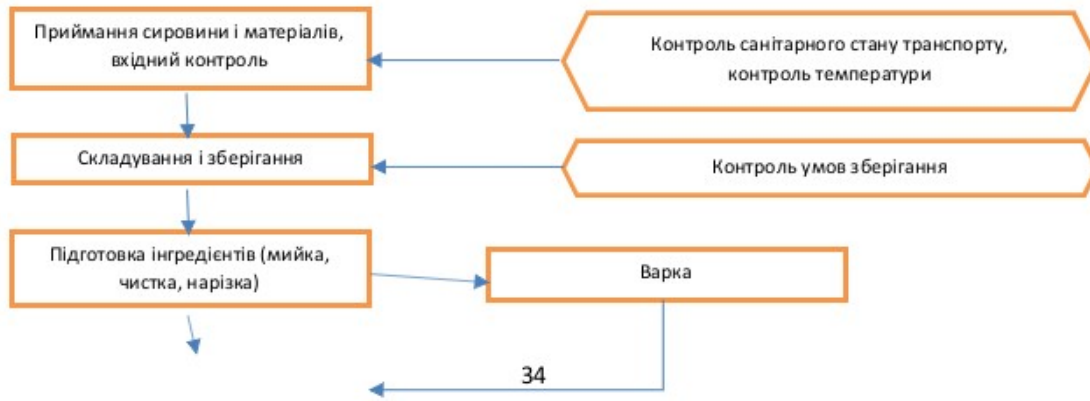 Приймання сировини і матеріалів,
вхідний контроль
Контроль санітарного стану транспорту,
контроль температури
Складування і зберігання
Контроль умов зберігання
Підготовка інгредієнтів (мийка,
чистка, нарізка)
Варка
34